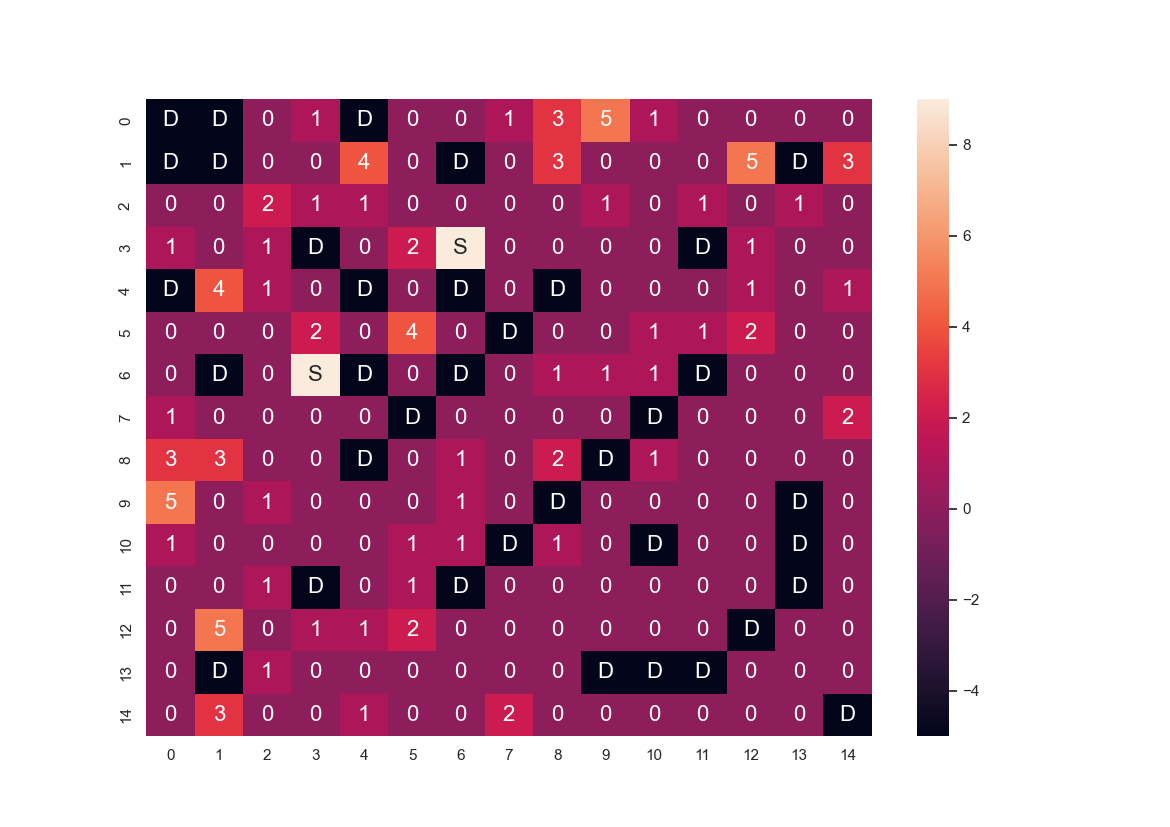 0 D D 0 1 D 0 0 1 3 5 1 0 0 0 0
1 D D 0 0 4 0 D 0 3 0 0 0 5 D 3
2 0 0 2 1 1 0 0 0 0 1 0 1 0 1 0
3 1 0 1 D 0 2 S 0 0 0 0 D 1 0 0
4 D 4 1 0 D 0 D 0 D 0 0 0 1 0 1
5 0 0 0 2 0 4 0 D 0 0 1 1 2 0 0
6 0 D 0 S D 0 D 0 1 1 1 D 0 0 0
7 1 0 0 0 0 D 0 0 0 0 D 0 0 0 2
8 3 3 0 0 D 0 1 0 2 D 1 0 0 0 0
9 5 0 1 0 0 0 1 0 D 0 0 0 0 D 0
10 1 0 0 0 0 1 1 D 1 0 D 0 0 D 0
11 0 0 1 D 0 1 D 0 0 0 0 0 0 D 0
12 0 5 0 1 1 2 0 0 0 0 0 0 D 0 0
13 0 D 1 0 0 0 0 0 0 D D D 0 0 0
14 0 3 0 0 1 0 0 2 0 0 0 0 0 0 D
0 1 2 3 4 5 6 7 8 9 10 11 12 13 14
8
6
4
2
0
−2
−4